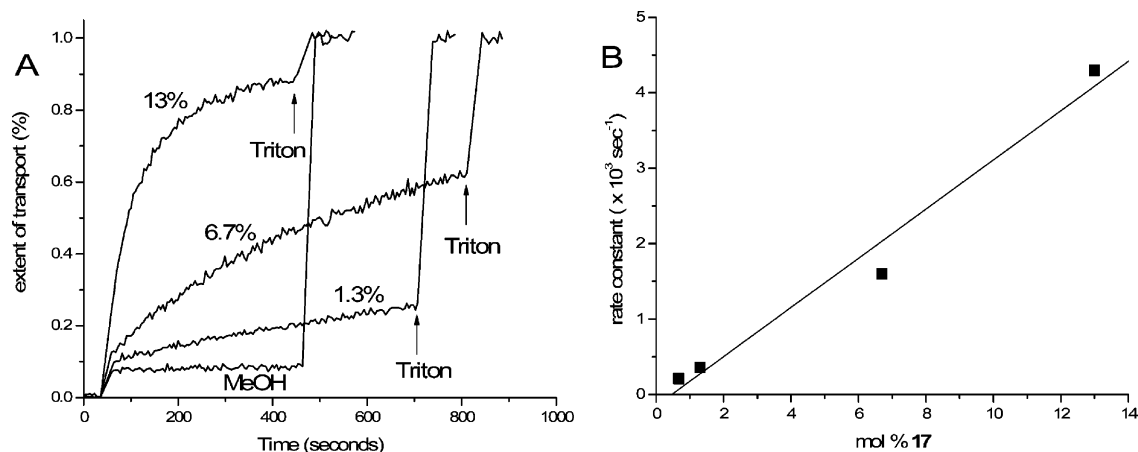 A
B
extent of transport (%)
1.0
0.8
0.6
0.4
0.2
0.0
13%
Triton
6.7%
Triton
1.3%
Triton
MeOH
0 200 400 600 800 1000
Time (seconds)
rate constant ( x 10³ sec⁻¹)
5
4
3
2
1
0
0 2 4 6 8 10 12 14
mol % 17